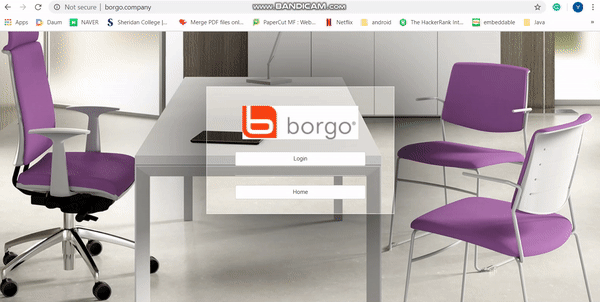 Not secure | borgo.company
WWW.BANDICAM.COM
Apps Daum NAVER Sheridan College |... Merge PDF files onl... PaperCut MF : Web... Netflix android The HackerRank Int... embeddable Java
Y
b borgo®
Login
Home